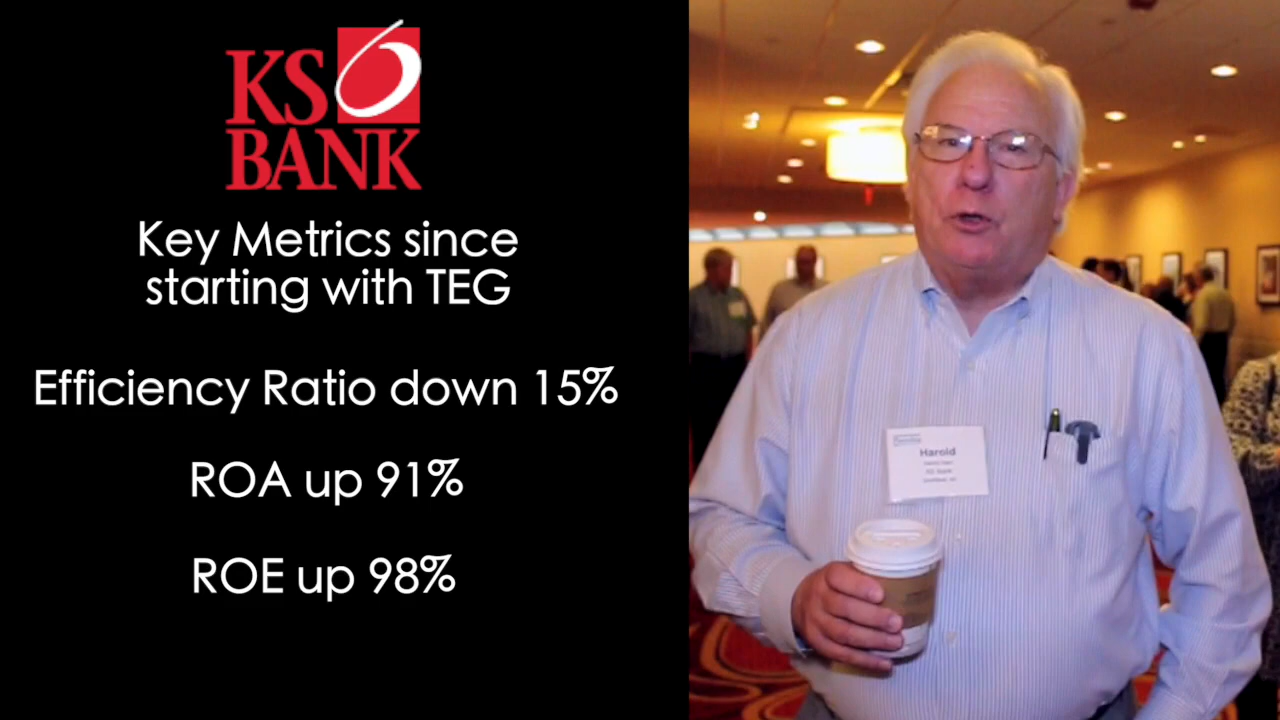 KS
BANK
Key Metrics since
starting with TEG
Efficiency Ratio down 15%
ROA up 91%
ROE up 98%
Harold